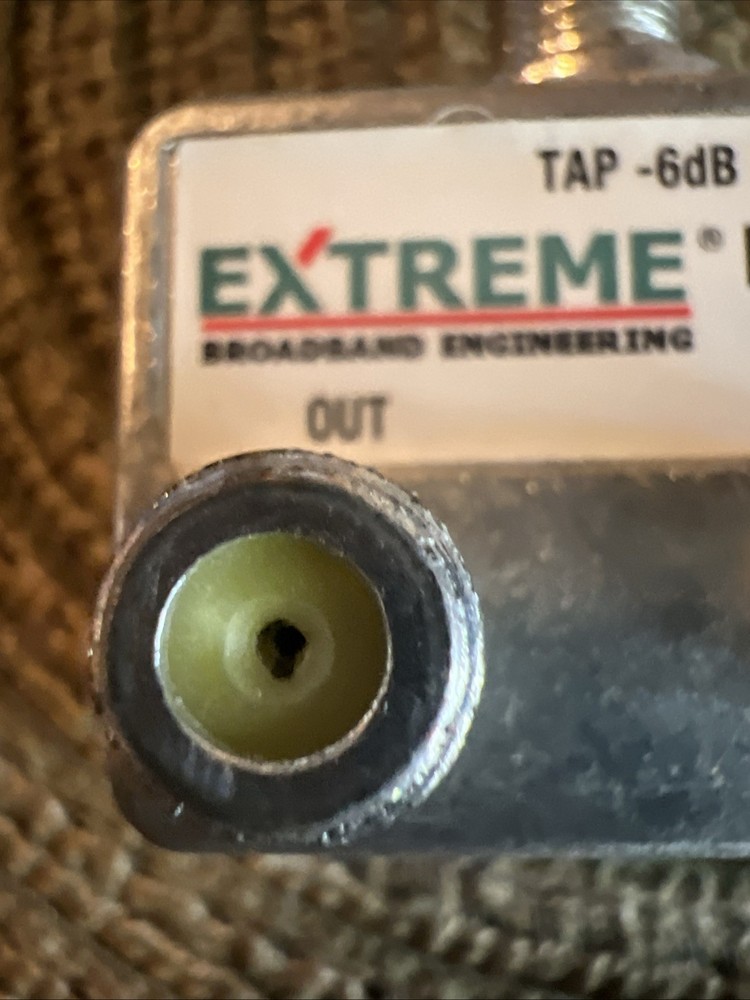 TAP -6dB
EXTREME®
BROADBAND ENGINEERING
OUT